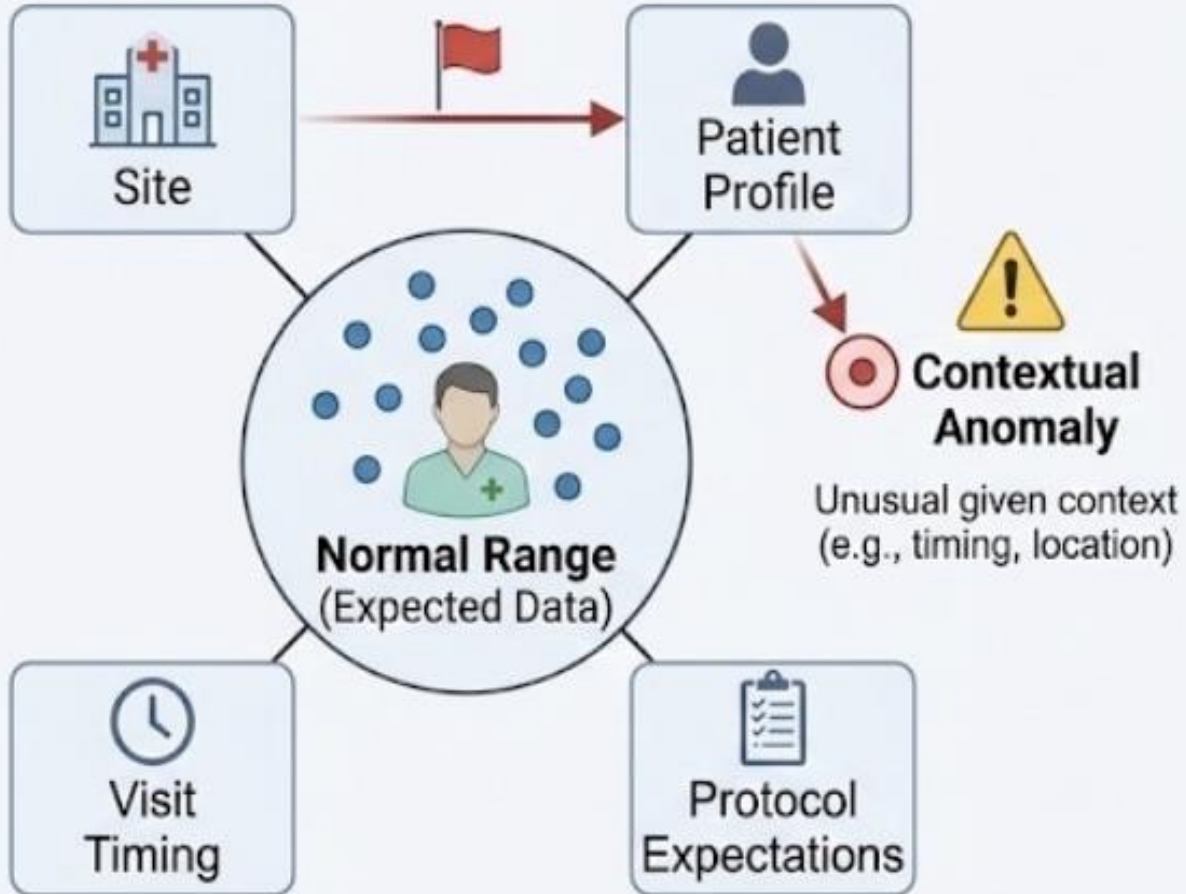 Site
Patient
Profile
Contextual
Anomaly
Unusual given context
(e.g., timing, location)
Normal Range
(Expected Data)
Visit
Timing
Protocol
Expectations